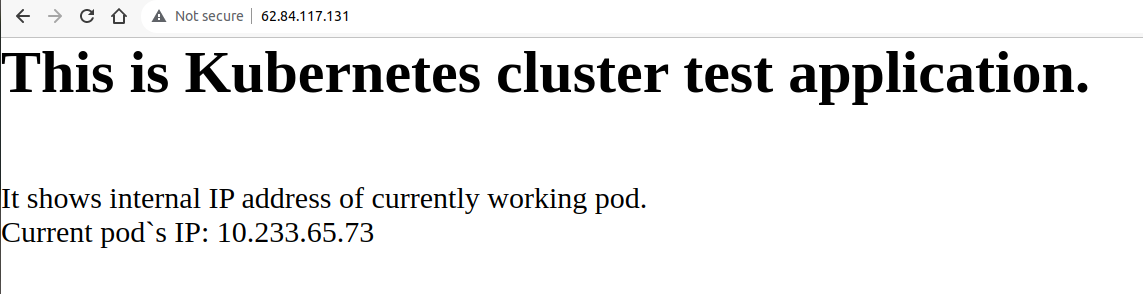 Not secure 62.84.117.131
This is Kubernetes cluster test application.
It shows internal IP address of currently working pod.
Current pod`s IP: 10.233.65.73